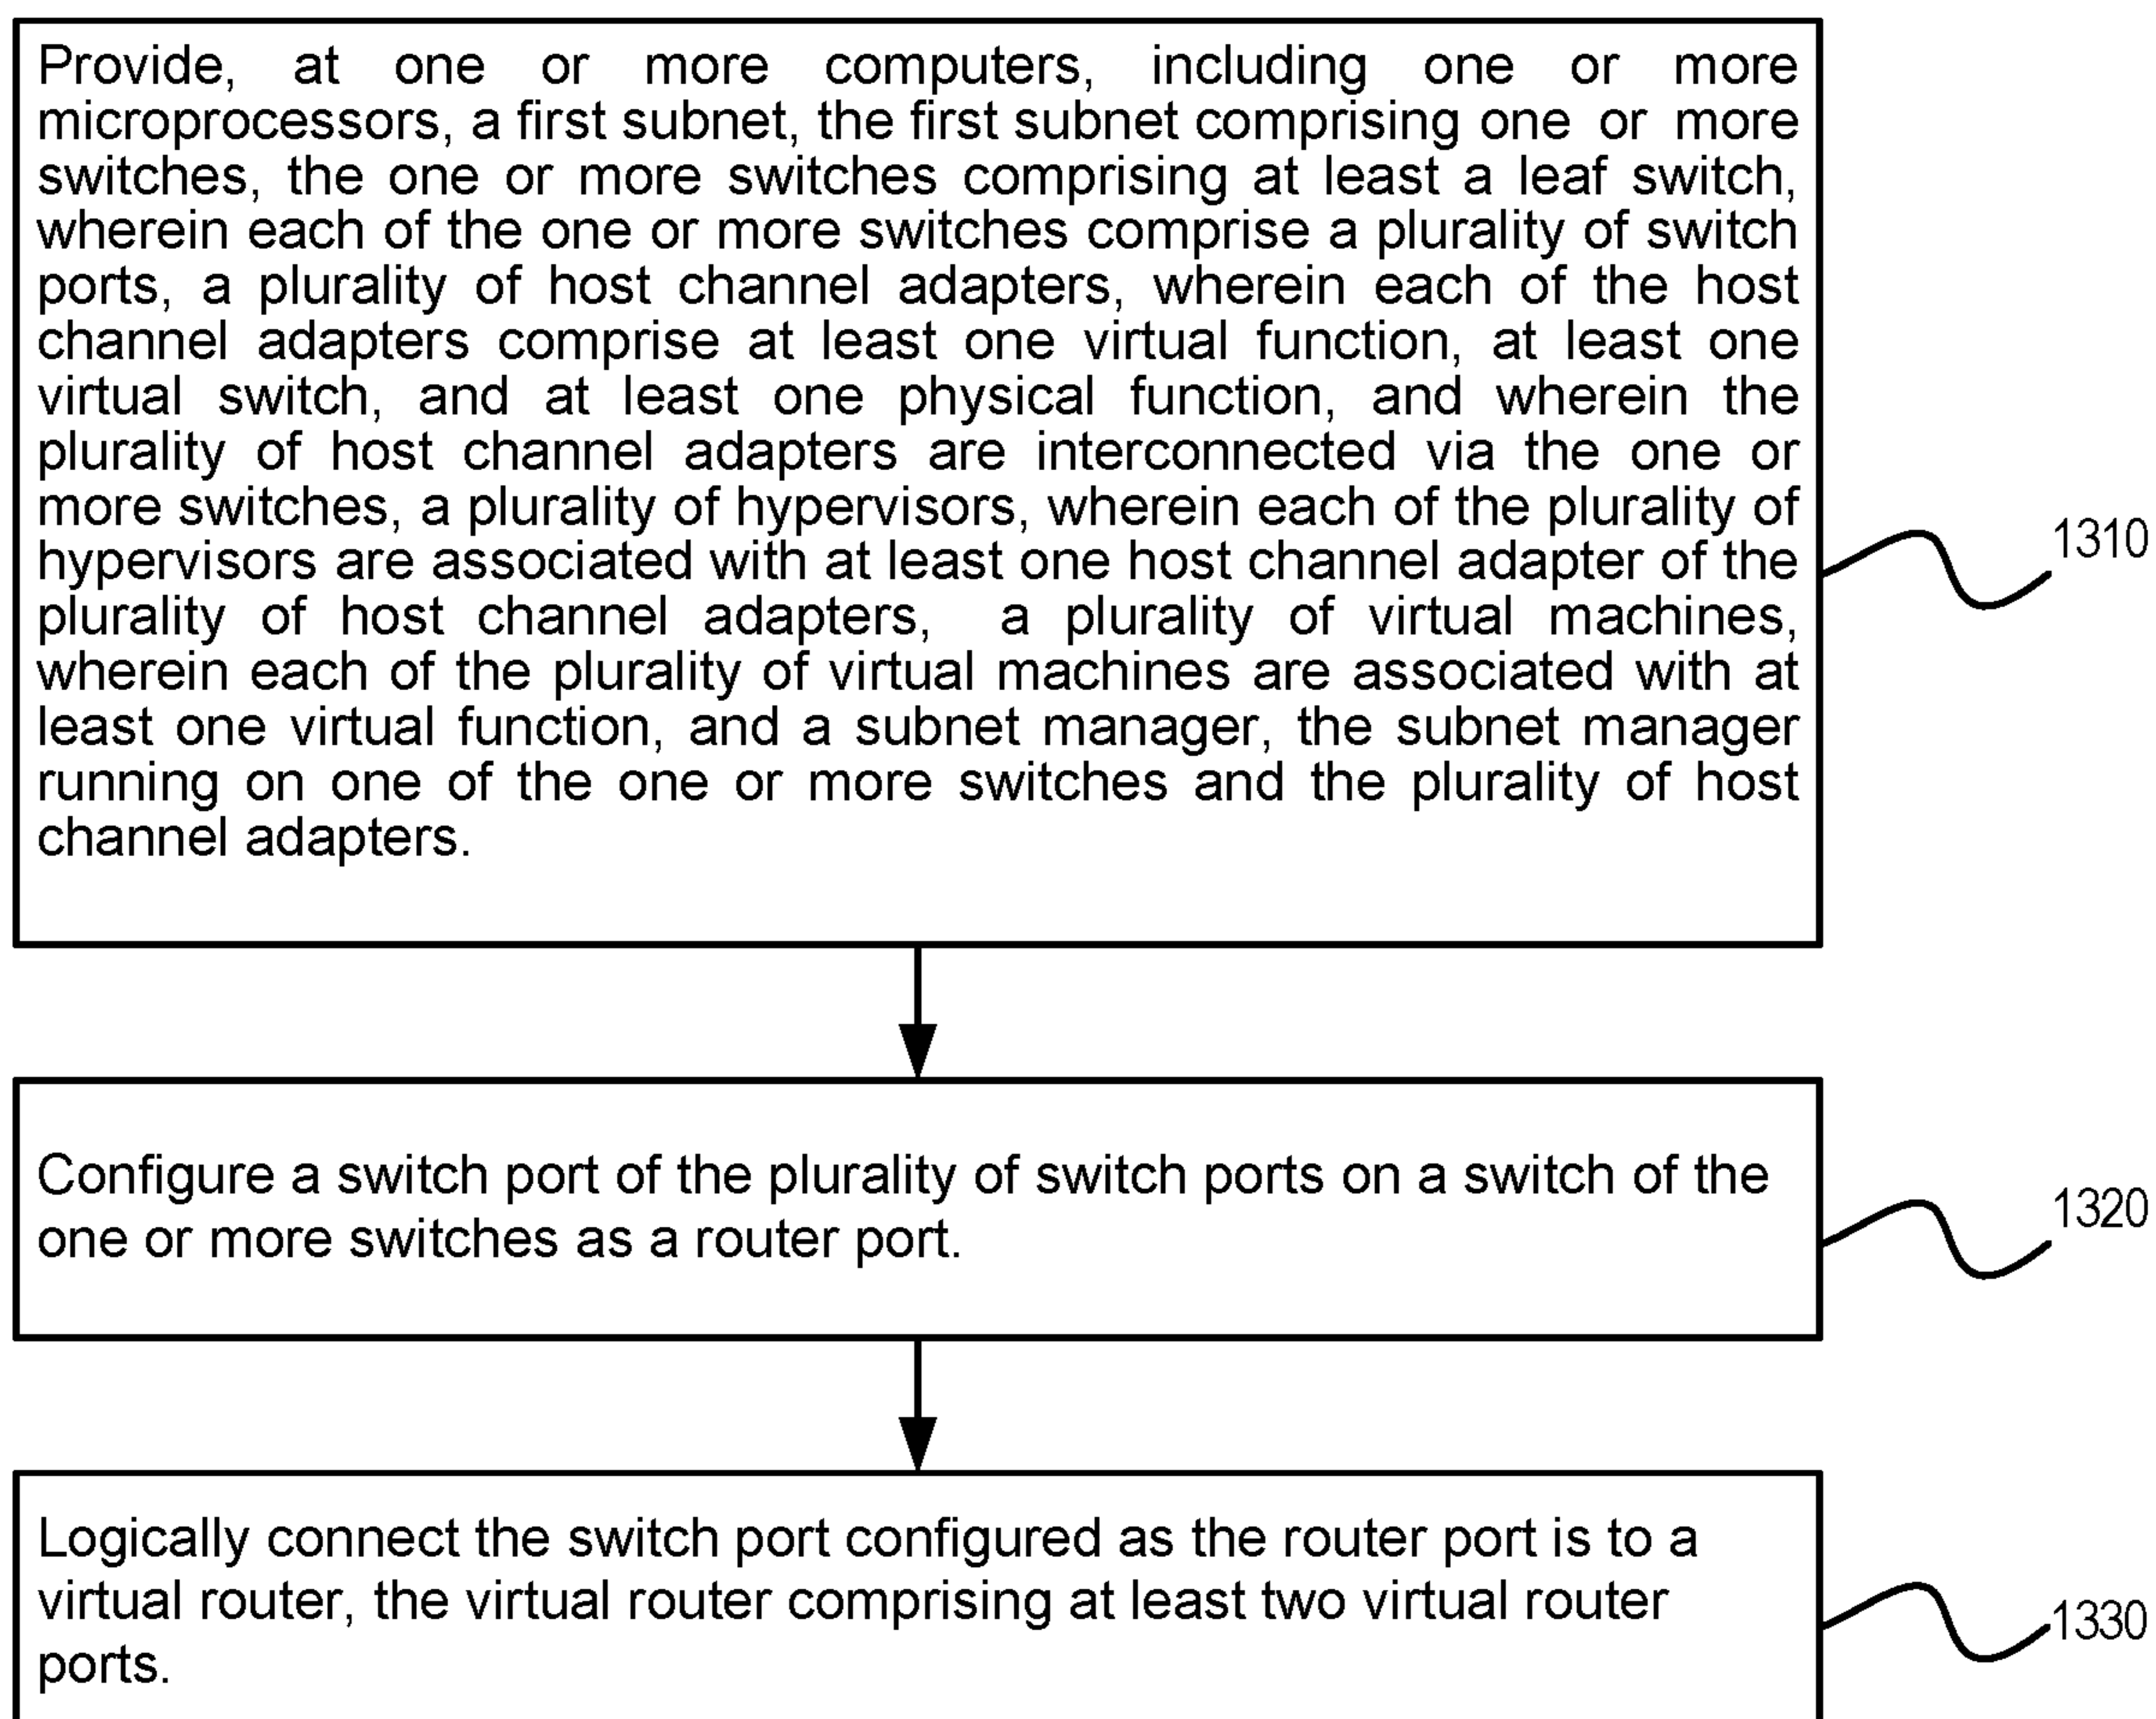 Provide, at one or more computers, including one or more
microprocessors, a first subnet, the first subnet comprising one or more
switches, the one or more switches comprising at least a leaf switch,
wherein each of the one or more switches comprise a plurality of switch
ports, a plurality of host channel adapters, wherein each of the host
channel adapters comprise at least one virtual function, at least one
virtual switch, and at least one physical function, and wherein the
plurality of host channel adapters are interconnected via the one or
more switches, a plurality of hypervisors, wherein each of the plurality of
hypervisors are associated with at least one host channel adapter of the
plurality of host channel adapters, a plurality of virtual machines,
wherein each of the plurality of virtual machines are associated with at
least one virtual function, and a subnet manager, the subnet manager
running on one of the one or more switches and the plurality of host
channel adapters.
1310
Configure a switch port of the plurality of switch ports on a switch of the
one or more switches as a router port.
1320
Logically connect the switch port configured as the router port is to a
virtual router, the virtual router comprising at least two virtual router
ports.
1330